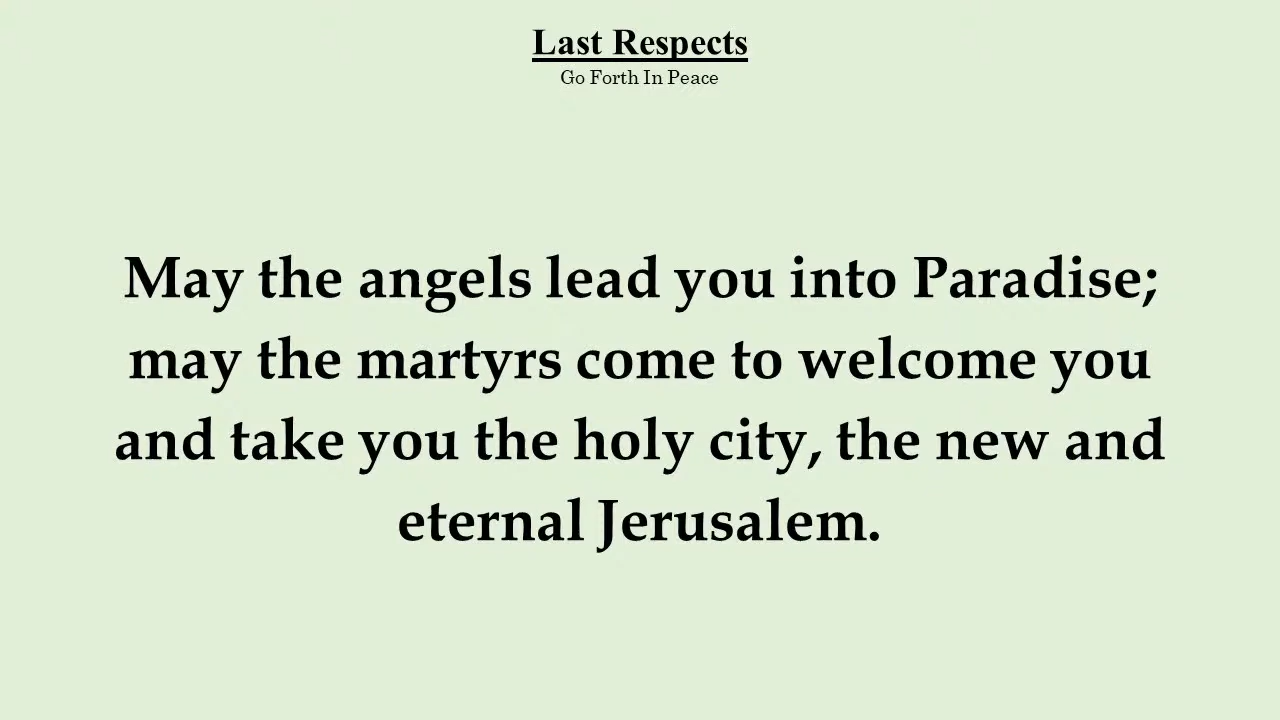 Last Respects
Go Forth In Peace
May the angels lead you into Paradise;
may the martyrs come to welcome you
and take you the holy city, the new and
eternal Jerusalem.